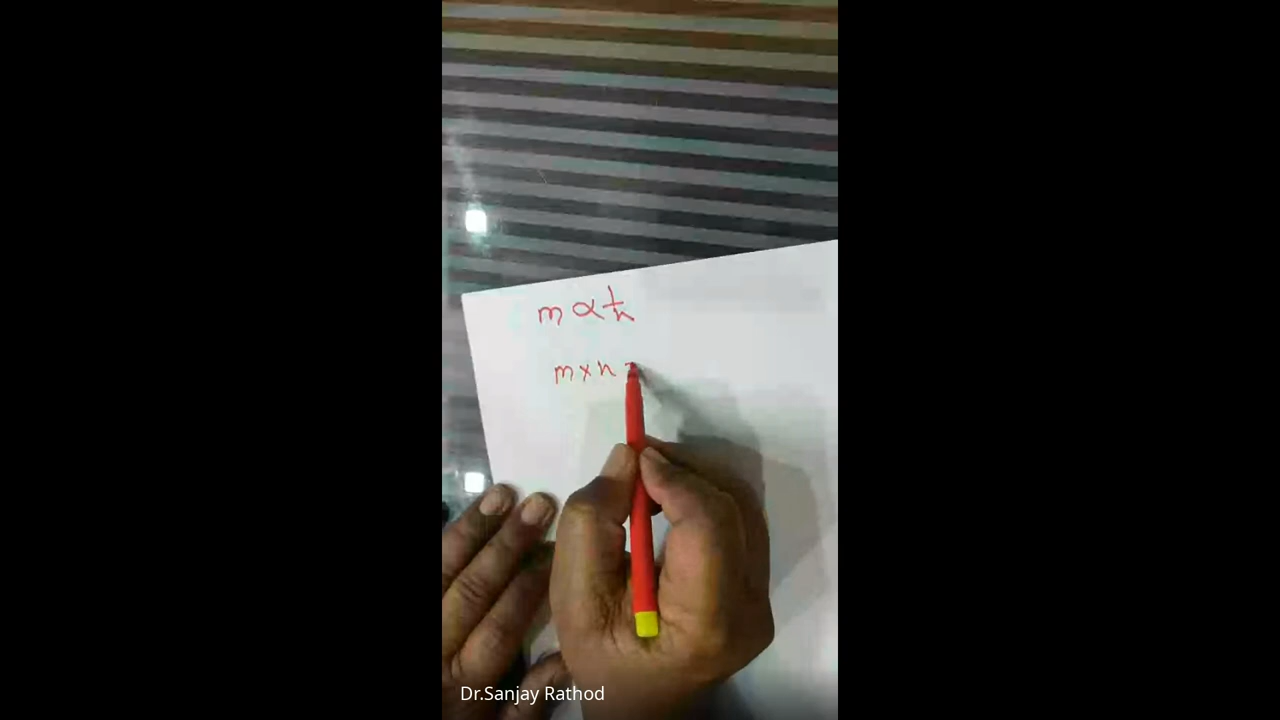 m ∝ 1/n
m × n =
Dr.Sanjay Rathod